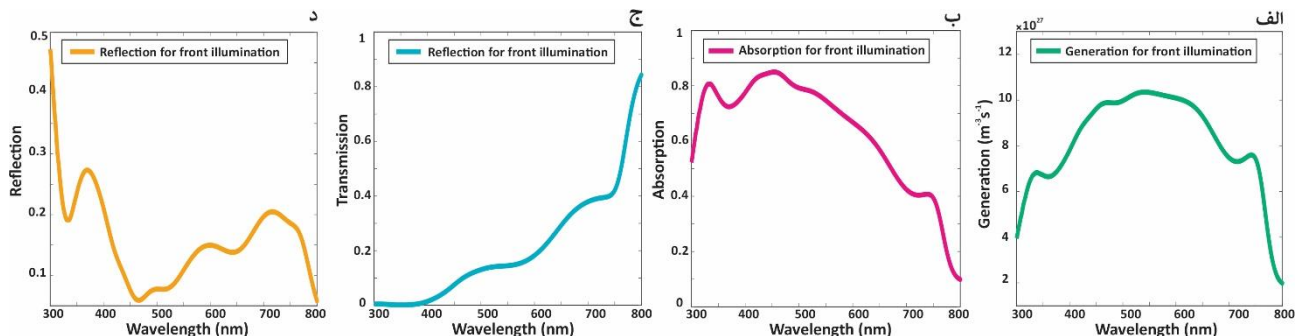 د
Reflection for front illumination
Reflection
0.5
0.4
0.3
0.2
0.1
300 400 500 600 700 800
Wavelength (nm)
ج
Reflection for front illumination
Transmission
1
0.8
0.6
0.4
0.2
0
300 400 500 600 700 800
Wavelength (nm)
ب
Absorption for front illumination
Absorption
1
0.8
0.6
0.4
0.2
0
300 400 500 600 700 800
Wavelength (nm)
الف
×10²⁷
Generation for front illumination
Generation (m⁻³ s⁻¹)
12
10
8
6
4
2
300 400 500 600 700 800
Wavelength (nm)